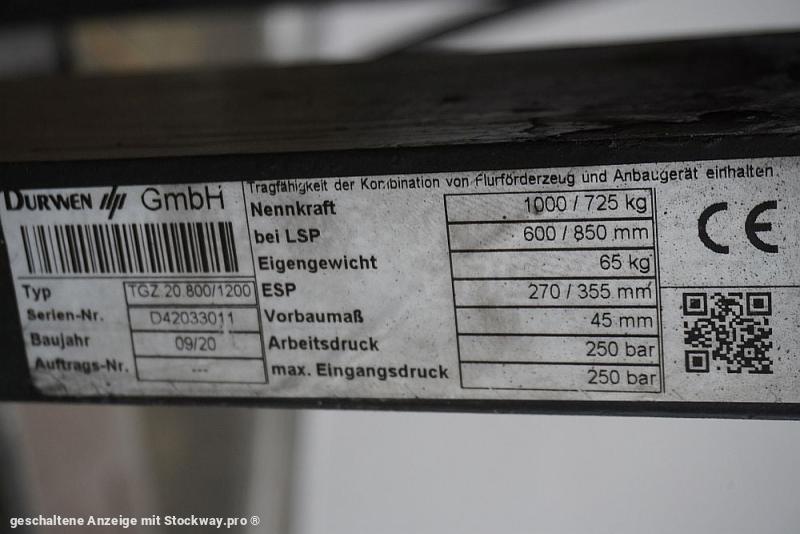 DURWEN GmbH
Typ TGZ 20.800/1200
Serien-Nr. D42033011
Baujahr 09/20
Auftrags-Nr. ---
Tragfähigkeit der Kombination von Flurförderzeug und Anbaugerät einhalten
Nennkraft 1000 / 725 kg
bei LSP 600 / 850 mm
Eigengewicht 65 kg
ESP 270 / 355 mm
Vorbaumaß 45 mm
Arbeitsdruck 250 bar
max. Eingangsdruck 250 bar
CE
geschaltene Anzeige mit Stockway.pro ®